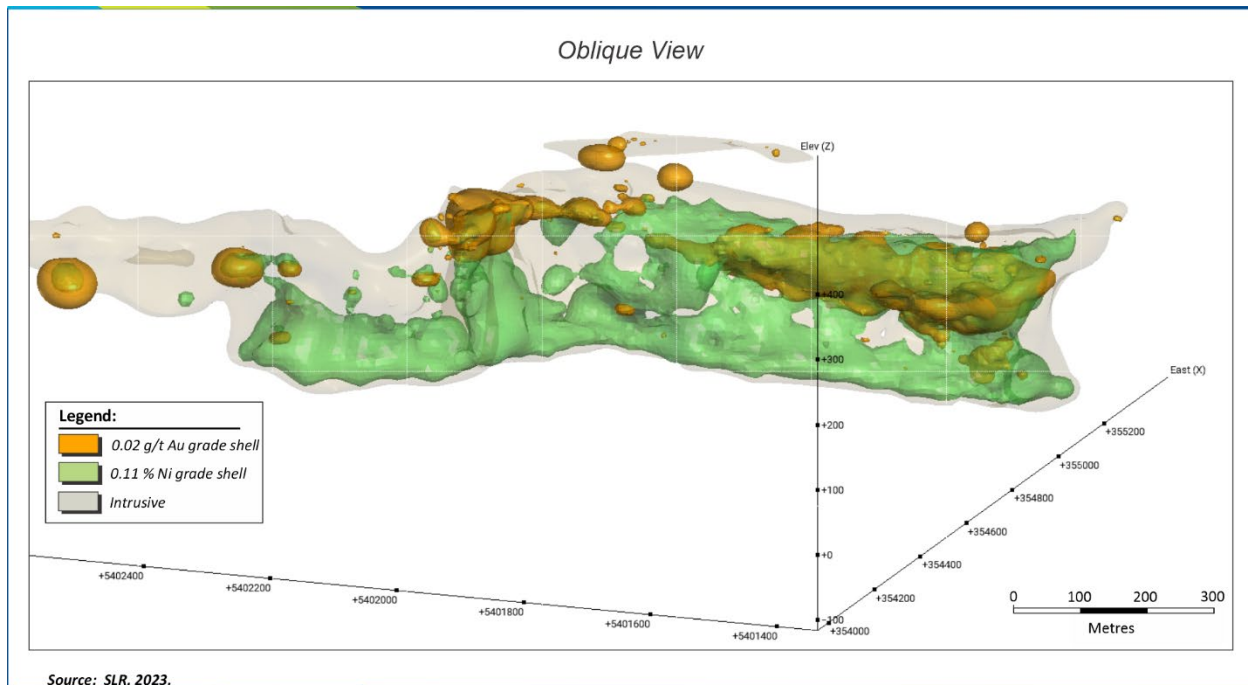 Oblique View
Elev (Z)
+400
+300
East (X)
+355200
+200
+355000
Legend:
0.02 g/t Au grade shell
+354800
0.11 % Ni grade shell
+100
+354600
Intrusive
+0
+354400
+5402400
+5402200
+354200
0 100 200 300
+5402000
+5401800
+5401600
-100
+354000
Metres
+5401400
Source: SLR, 2023.